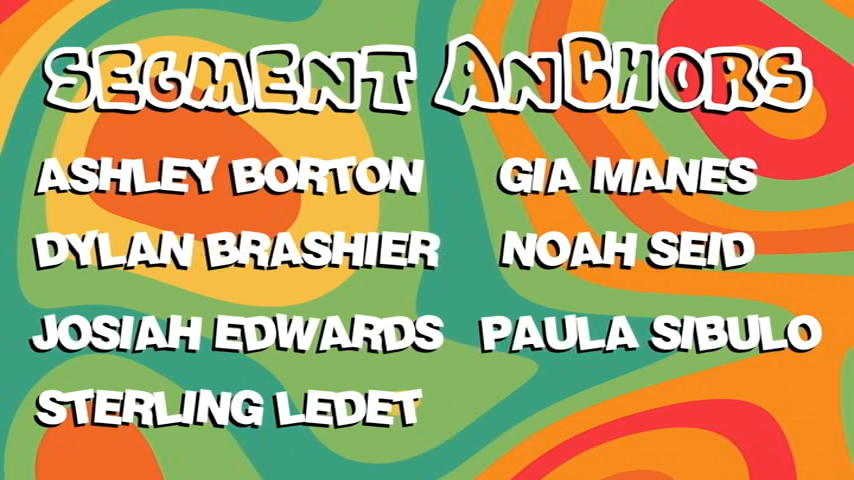 SEGMENT ANCHORS
ASHLEY BORTON
DYLAN BRASHIER
JOSIAH EDWARDS
STERLING LEDET
GIA MANES
NOAH SEID
PAULA SIBULO